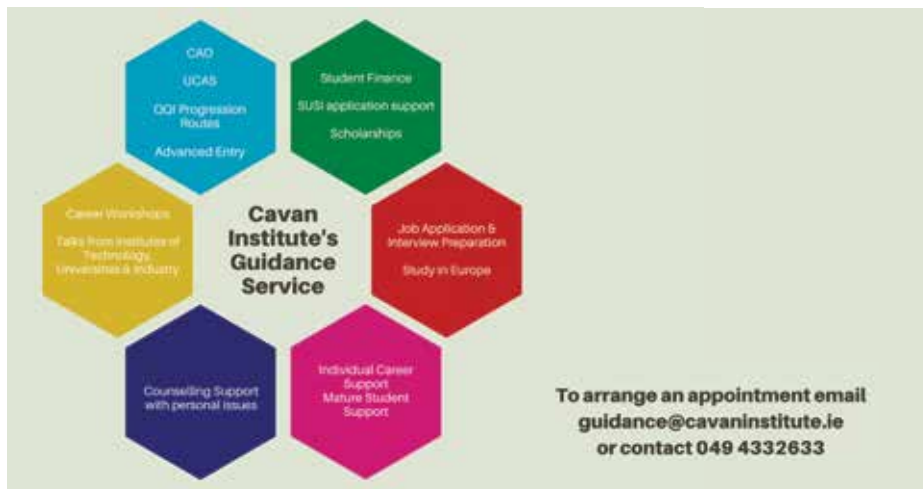 CAO
UCAS
QQI Progression
Routes
Advanced Entry
Student Finance
SUSI application support
Scholarships
Career Workshops
Talks from Institutes of
Technology,
Universities & Industry
Cavan
Institute's
Guidance
Service
Job Application &
Interview Preparation
Study in Europe
Counselling Support
with personal issues
Individual Career
Support
Mature Student
Support
To arrange an appointment email
guidance@cavaninstitute.ie
or contact 049 4332633